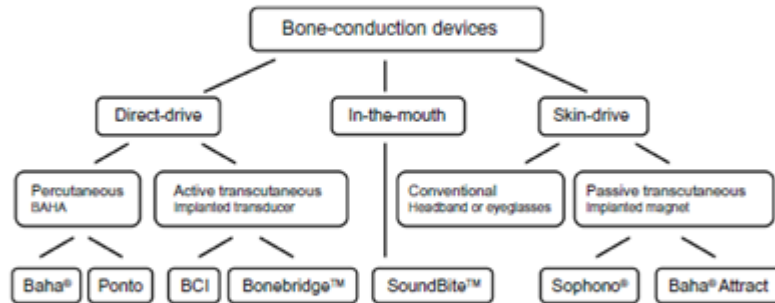 Bone-conduction devices
Direct-drive
In-the-mouth
Skin-drive
Percutaneous
BAHA
Active transcutaneous
Implanted transducer
Conventional
Headband or eyeglasses
Passive transcutaneous
Implanted magnet
Baha®
Ponto
BCI
Bonebridge™
SoundBite™
Sophono®
Baha® Attract